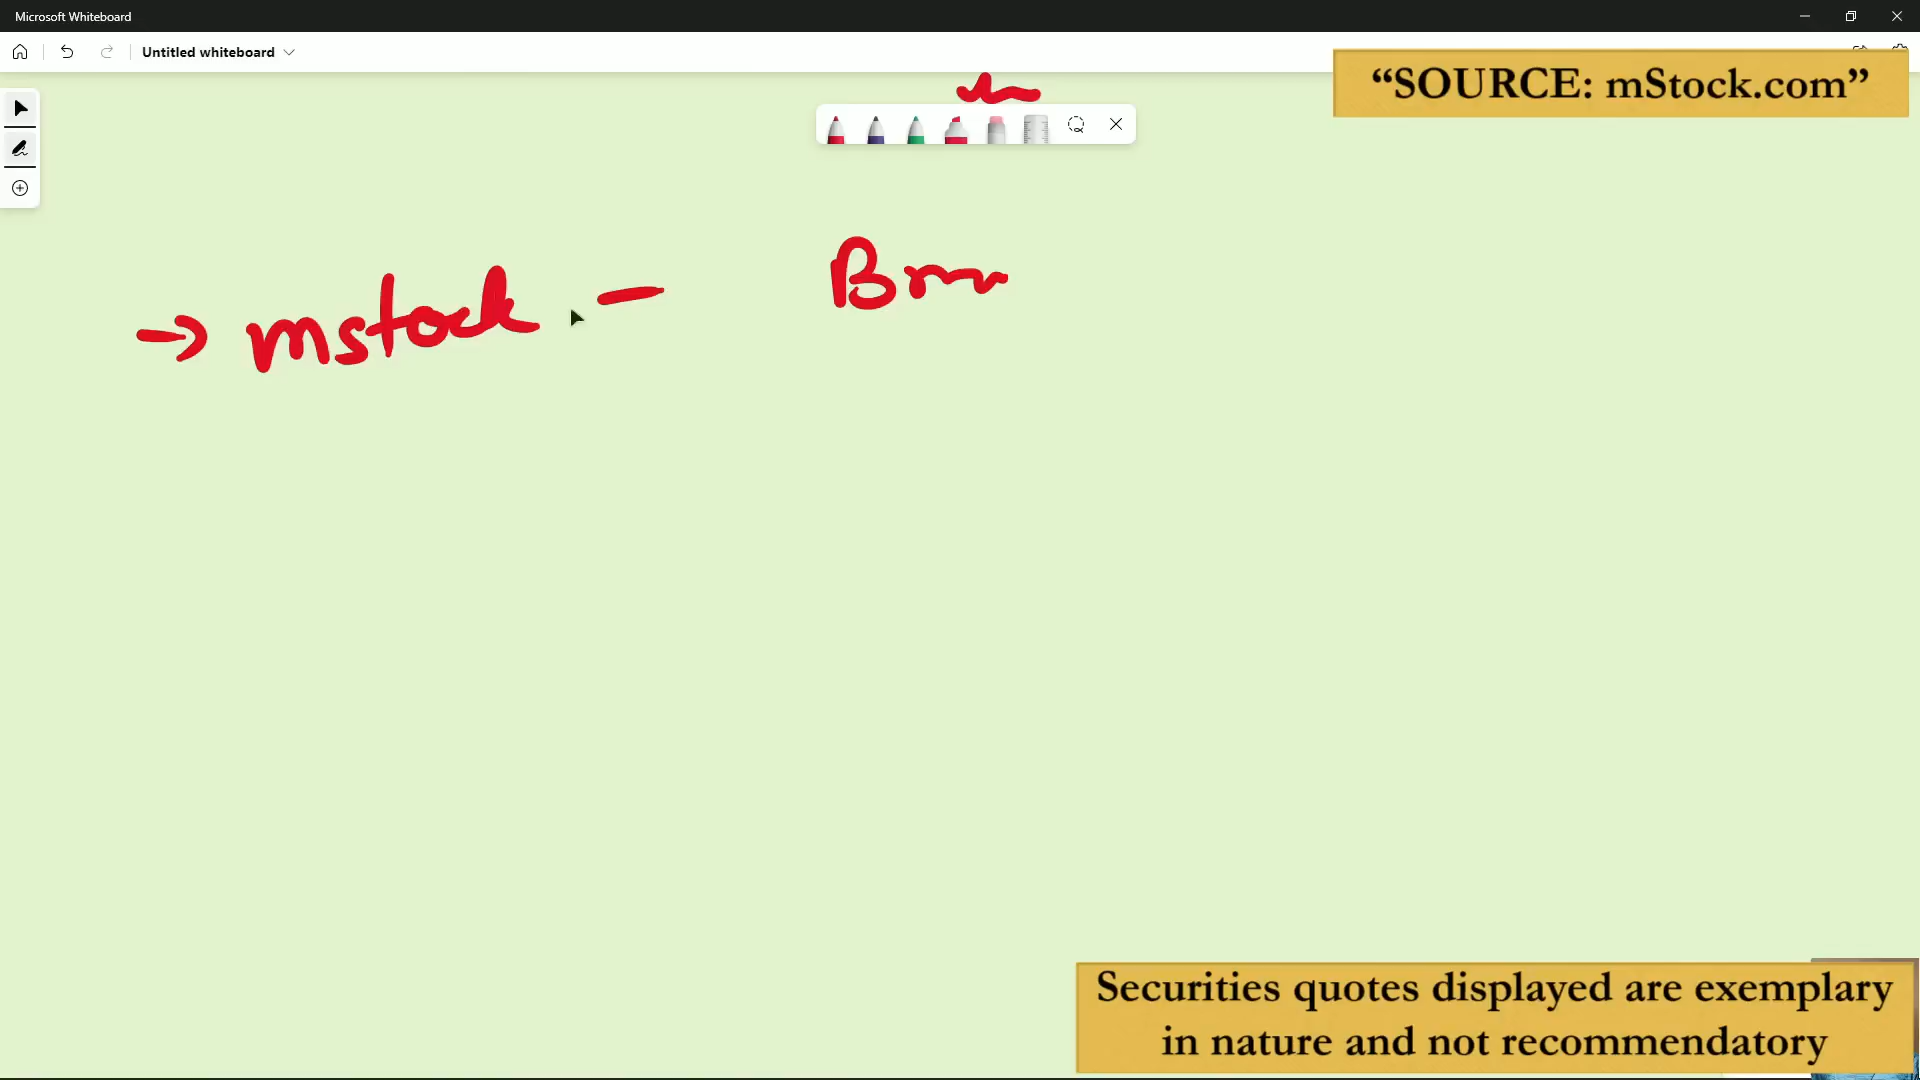 Microsoft Whiteboard
Untitled whiteboard
“SOURCE: mStock.com”
→ mstock –
Securities quotes displayed are exemplary
in nature and not recommendatory